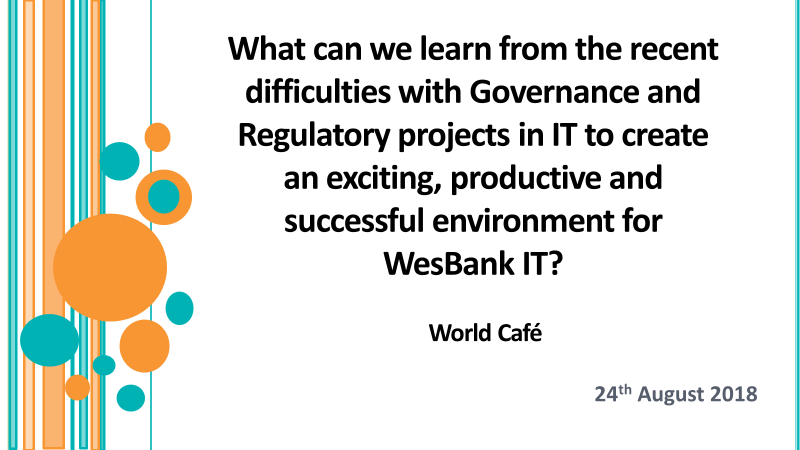 What can we learn from the recent
difficulties with Governance and
Regulatory projects in IT to create
an exciting, productive and
successful environment for
WesBank IT?
World Café
24th August 2018